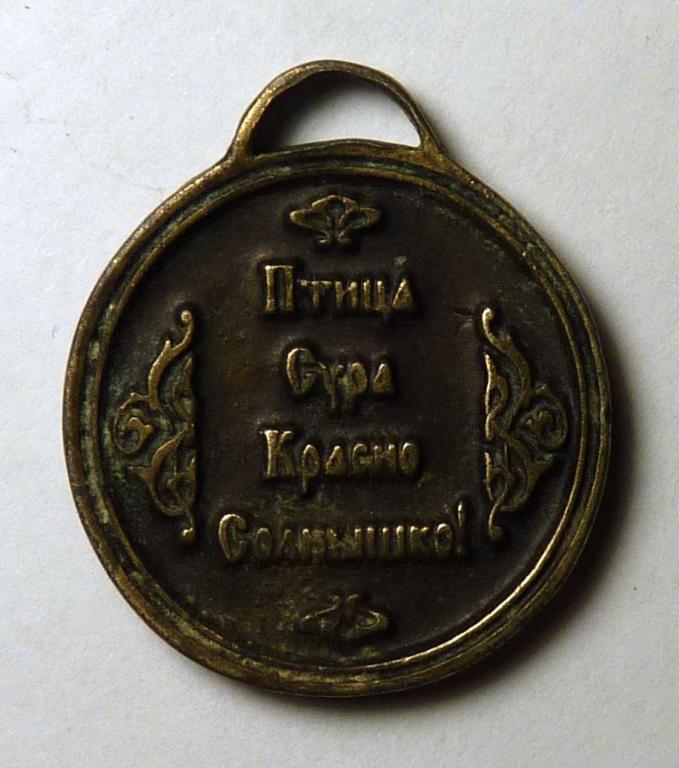 Птица
Сура
Красно
Солнышко!